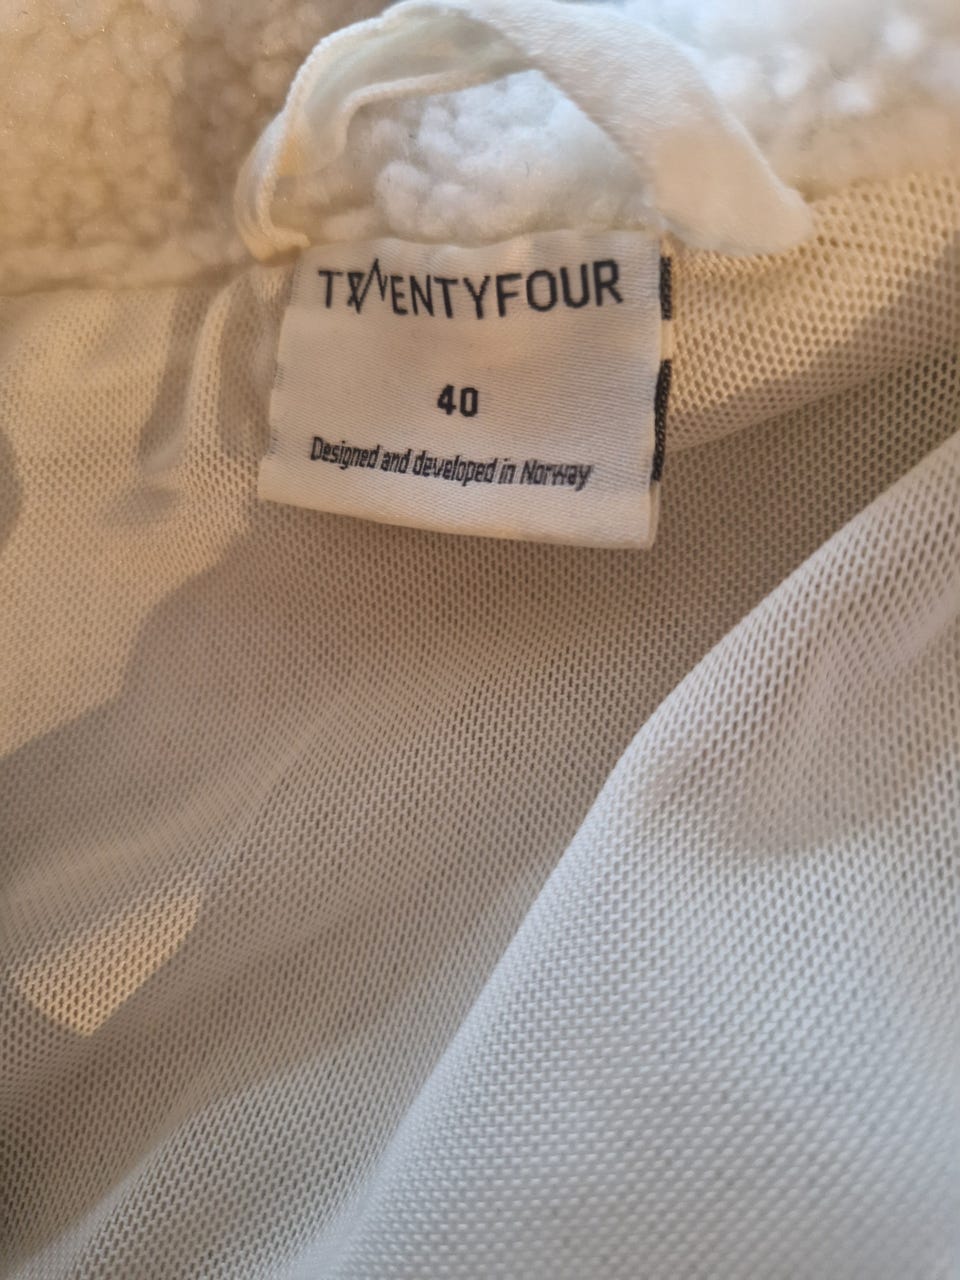 TWENTYFOUR
40
Designed and developed in Norway